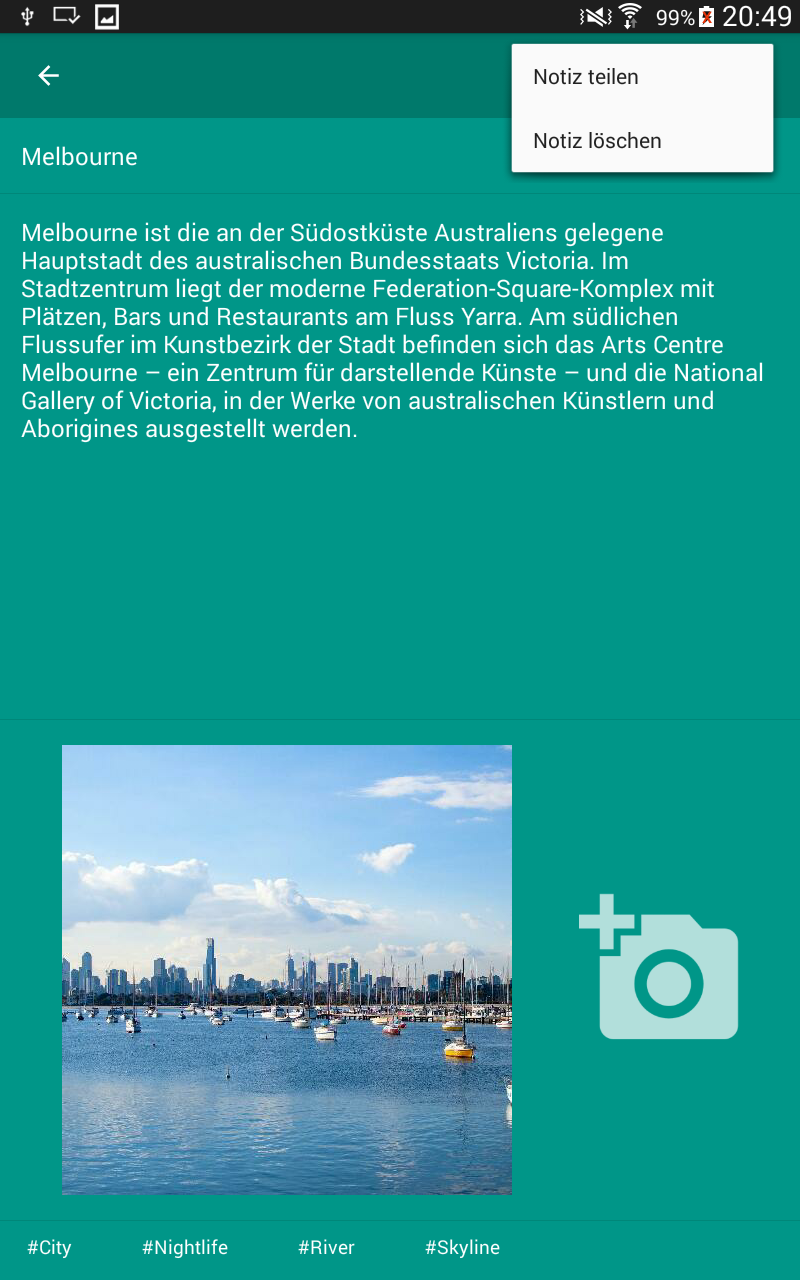 99% 20:49
Notiz teilen
Notiz löschen
Melbourne
Melbourne ist die an der Südostküste Australiens gelegene
Hauptstadt des australischen Bundesstaats Victoria. Im
Stadtzentrum liegt der moderne Federation-Square-Komplex mit
Plätzen, Bars und Restaurants am Fluss Yarra. Am südlichen
Flussufer im Kunstbezirk der Stadt befinden sich das Arts Centre
Melbourne – ein Zentrum für darstellende Künste – und die National
Gallery of Victoria, in der Werke von australischen Künstlern und
Aborigines ausgestellt werden.
#City #Nightlife #River #Skyline